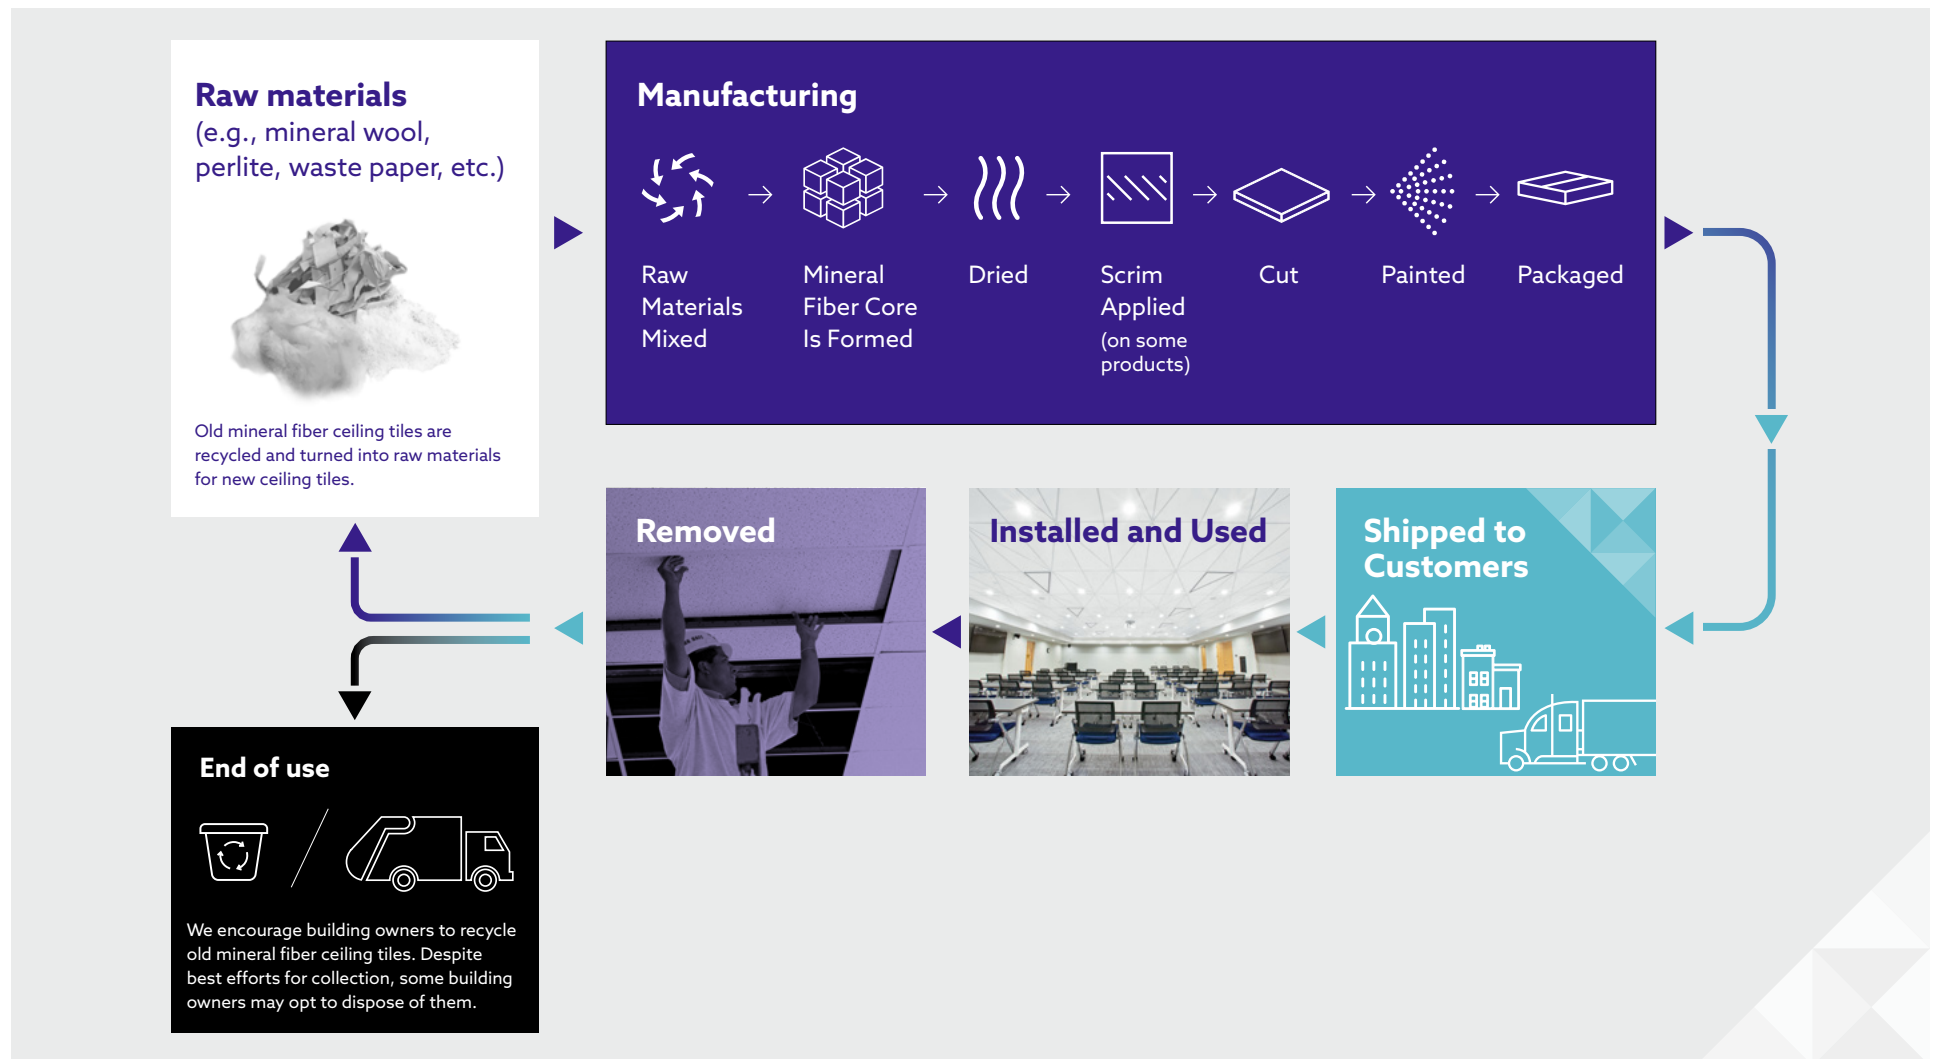 Raw materials
(e.g., mineral wool,
perlite, waste paper, etc.)
Old mineral fiber ceiling tiles are
recycled and turned into raw materials
for new ceiling tiles.
Manufacturing
Raw
Materials
Mixed
Mineral
Fiber Core
Is Formed
Dried
Scrim
Applied
(on some
products)
Cut
Painted
Packaged
Shipped to
Customers
Installed and Used
Removed
End of use
We encourage building owners to recycle
old mineral fiber ceiling tiles. Despite
best efforts for collection, some building
owners may opt to dispose of them.